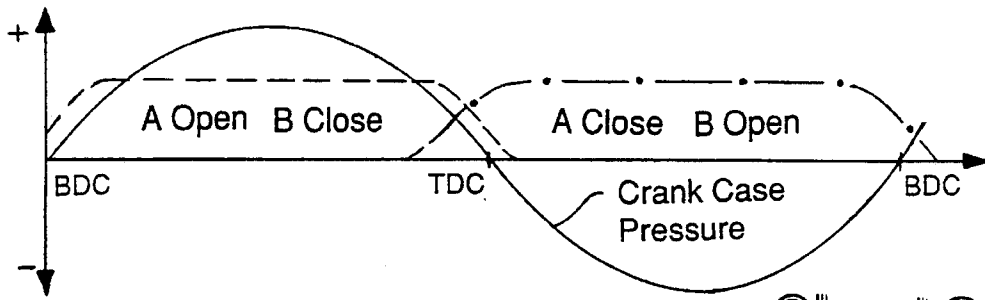 +
A Open B Close
A Close B Open
BDC
TDC
BDC
Crank Case
Pressure
−